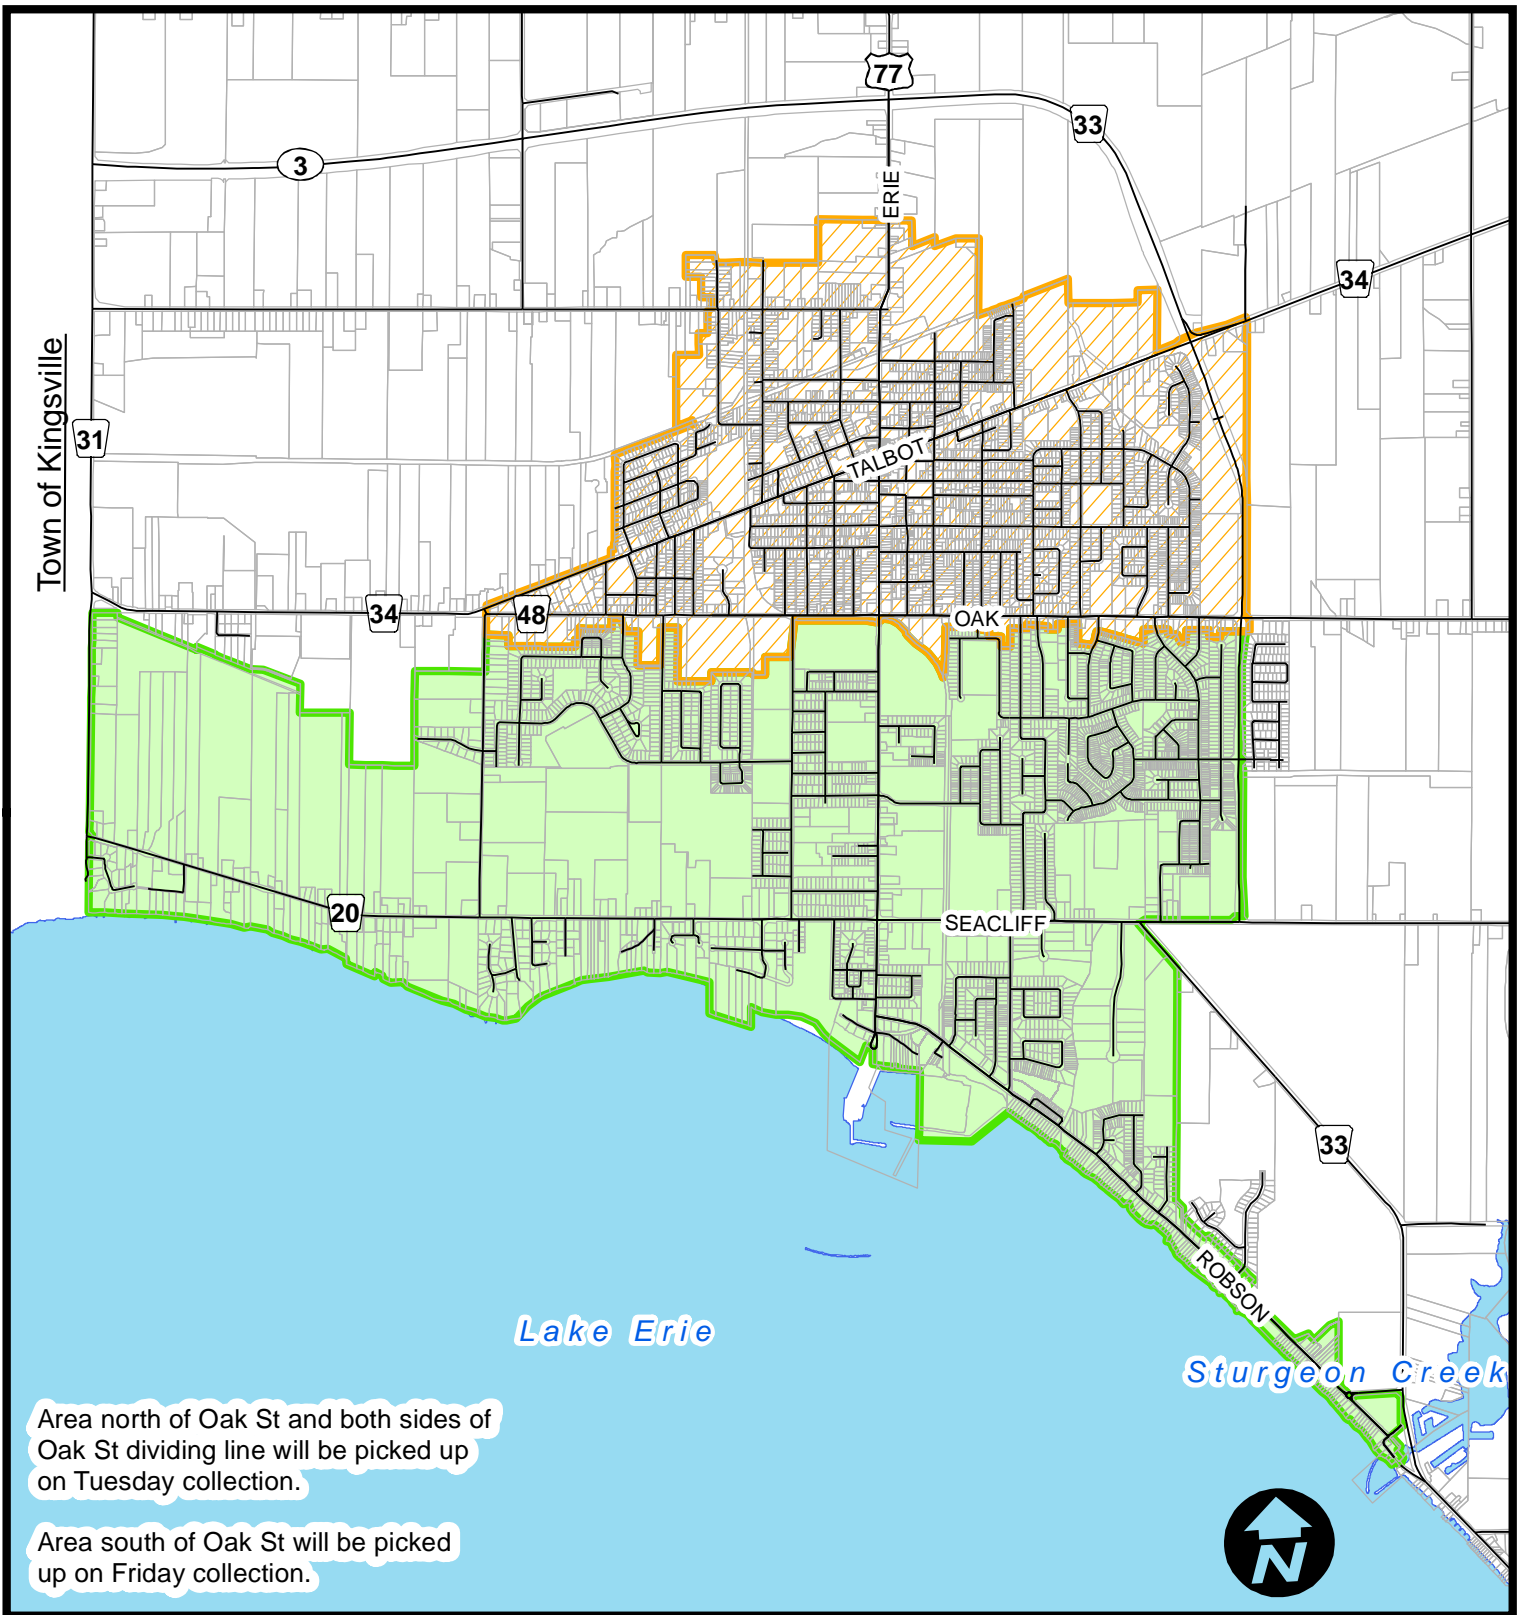 77
33
3
ERIE
34
Town of Kingsville
31
TALBOT
34
48
OAK
20
SEACLIFF
33
ROBSON
Lake Erie
Sturgeon Creek
Area north of Oak St and both sides of
Oak St dividing line will be picked up
on Tuesday collection.
Area south of Oak St will be picked
up on Friday collection.
N